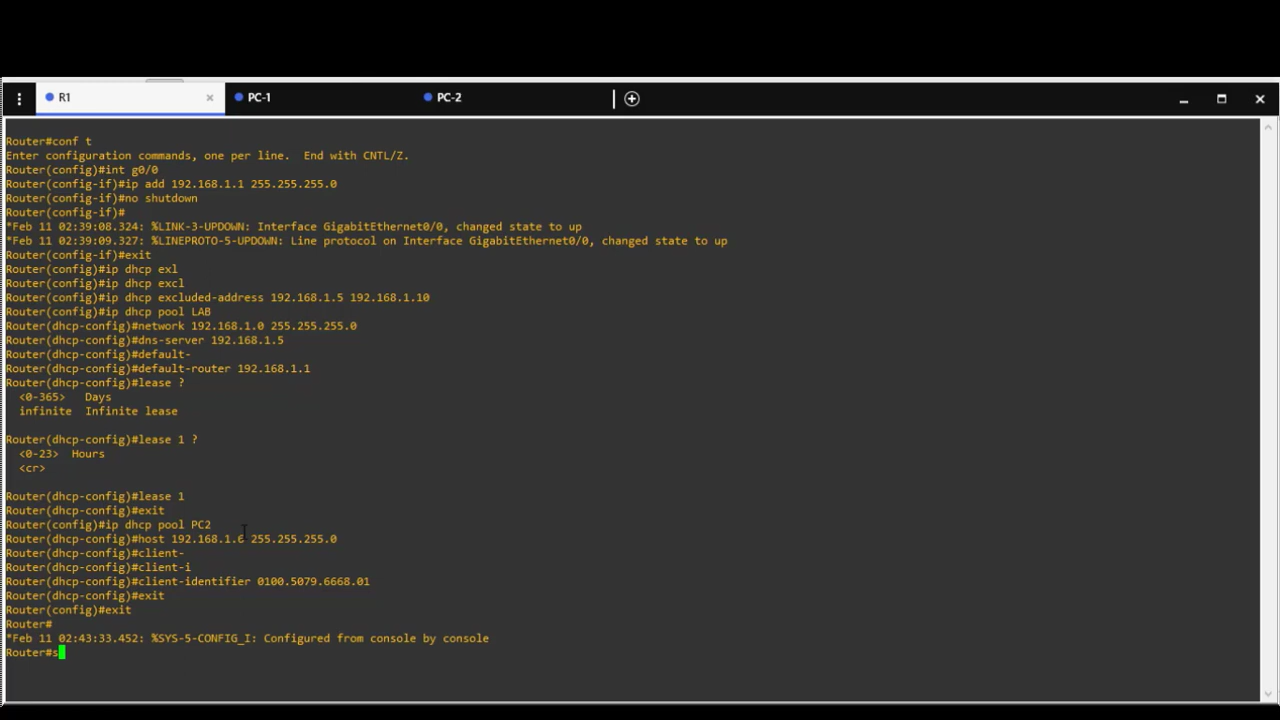 R1
PC-1
PC-2
Router#conf t
Enter configuration commands, one per line.  End with CNTL/Z.
Router(config)#int g0/0
Router(config-if)#ip add 192.168.1.1 255.255.255.0
Router(config-if)#no shutdown
Router(config-if)#
*Feb 11 02:39:08.324: %LINK-3-UPDOWN: Interface GigabitEthernet0/0, changed state to up
*Feb 11 02:39:09.327: %LINEPROTO-5-UPDOWN: Line protocol on Interface GigabitEthernet0/0, changed state to up
Router(config-if)#exit
Router(config)#ip dhcp exl
Router(config)#ip dhcp excl
Router(config)#ip dhcp excluded-address 192.168.1.5 192.168.1.10
Router(config)#ip dhcp pool LAB
Router(dhcp-config)#network 192.168.1.0 255.255.255.0
Router(dhcp-config)#dns-server 192.168.1.5
Router(dhcp-config)#default-
Router(dhcp-config)#default-router 192.168.1.1
Router(dhcp-config)#lease ?
  <0-365>  Days
  infinite  Infinite lease
Router(dhcp-config)#lease 1 ?
  <0-23>  Hours
  <cr>
Router(dhcp-config)#lease 1
Router(dhcp-config)#exit
Router(config)#ip dhcp pool PC2
Router(dhcp-config)#host 192.168.1.6 255.255.255.0
Router(dhcp-config)#client-
Router(dhcp-config)#client-i
Router(dhcp-config)#client-identifier 0100.5079.6668.01
Router(dhcp-config)#exit
Router(config)#exit
Router#
*Feb 11 02:43:33.452: %SYS-5-CONFIG_I: Configured from console by console
Router#s